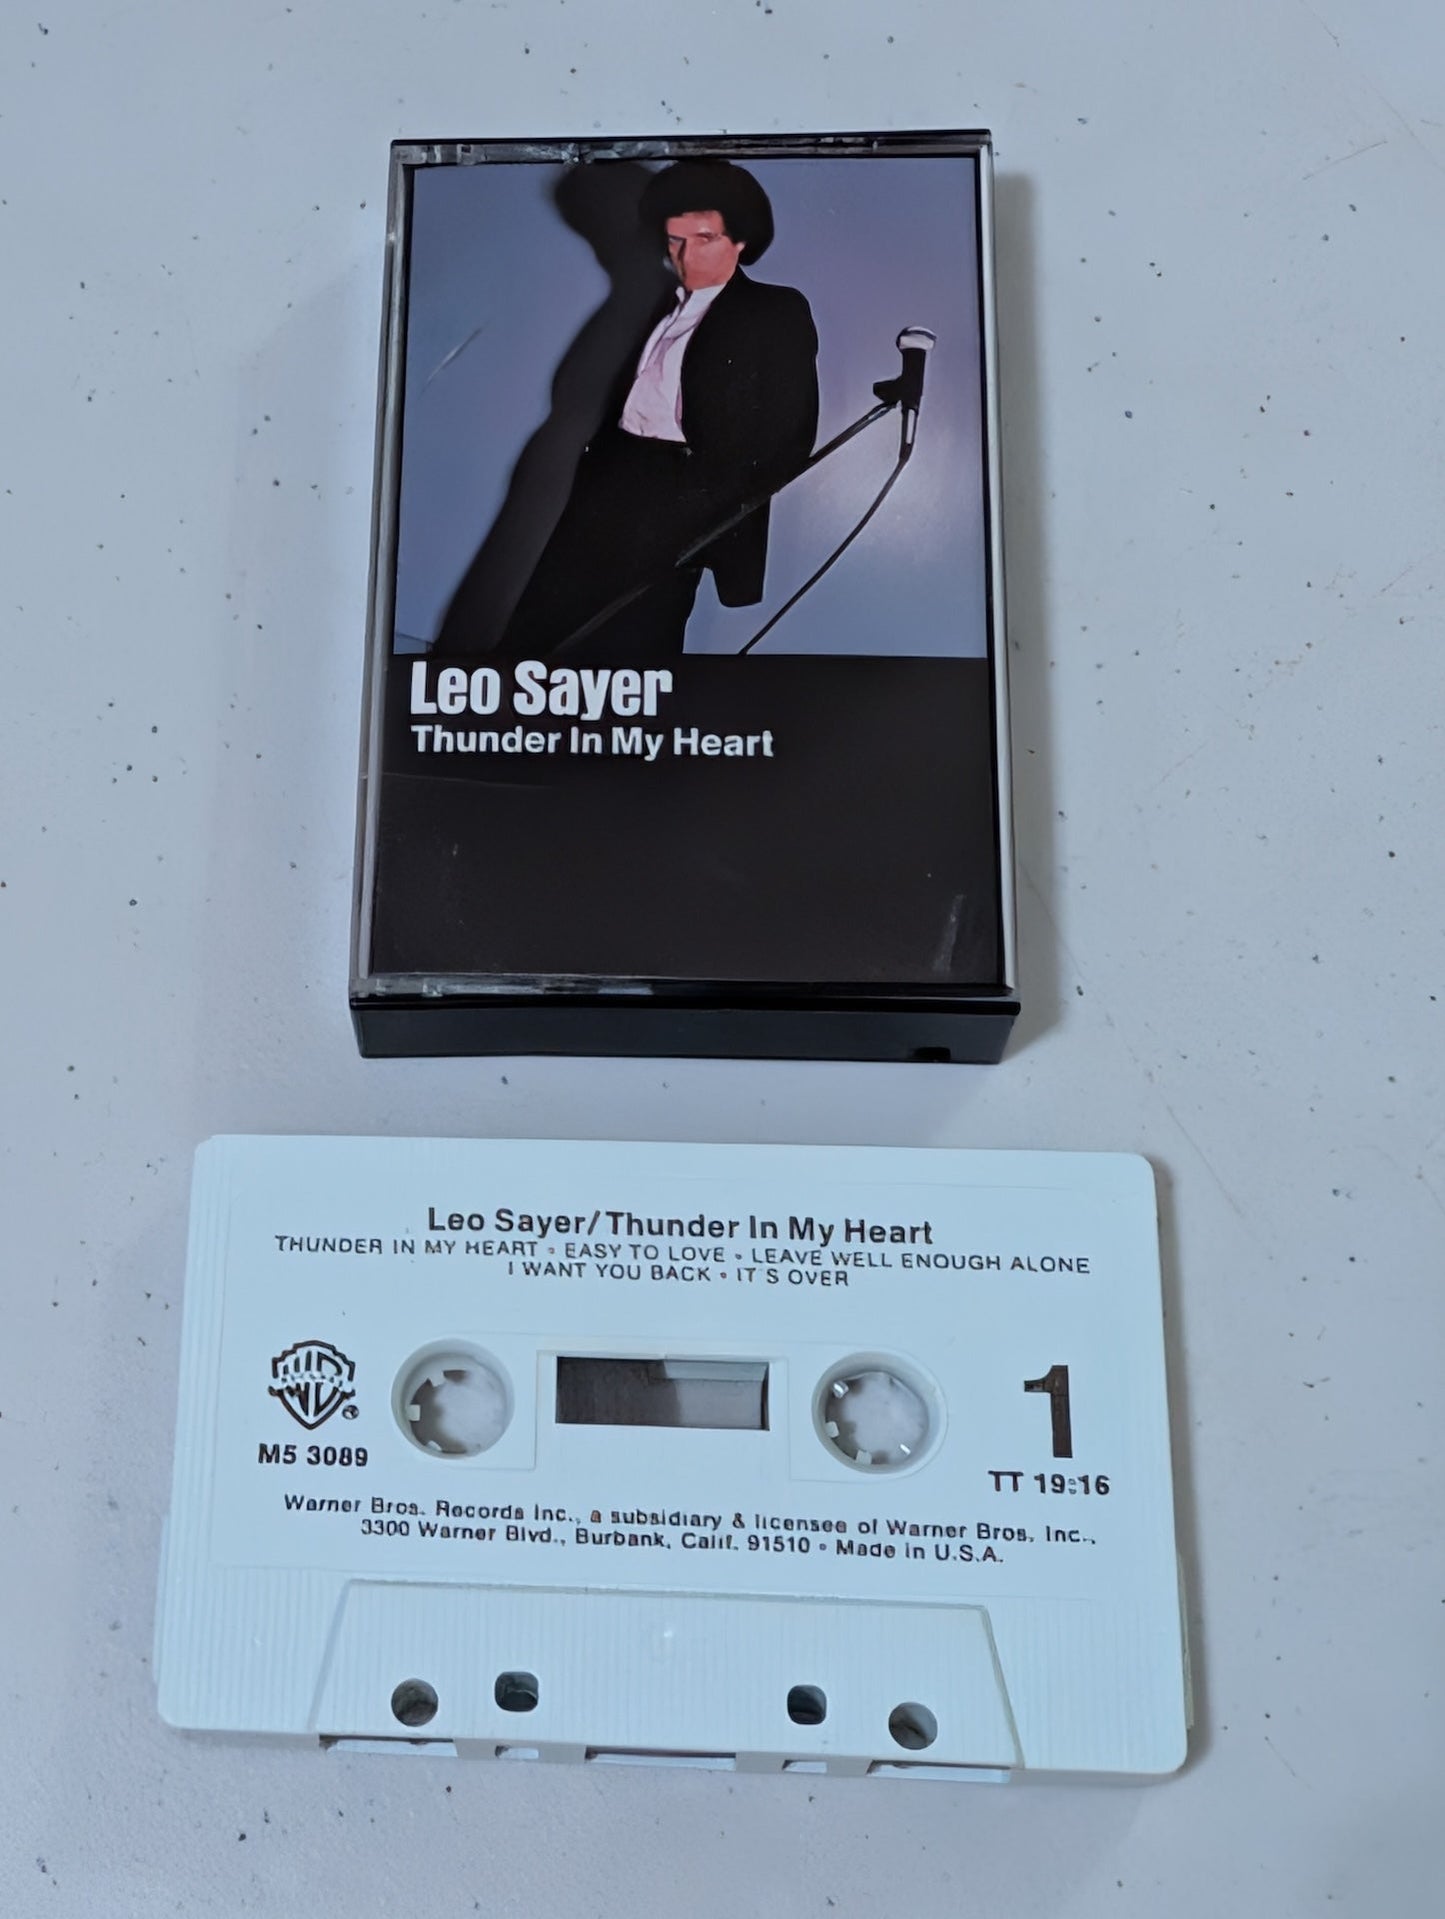 Leo Sayer
Thunder In My Heart
Leo Sayer/Thunder In My Heart
THUNDER IN MY HEART • EASY TO LOVE • LEAVE WELL ENOUGH ALONE
I WANT YOU BACK • IT'S OVER
1
M5 3089
TT 19:16
Warner Bros. Records Inc., a subsidiary & licensee of Warner Bros. Inc.,
3300 Warner Blvd., Burbank, Calif. 91510 • Made in U.S.A.